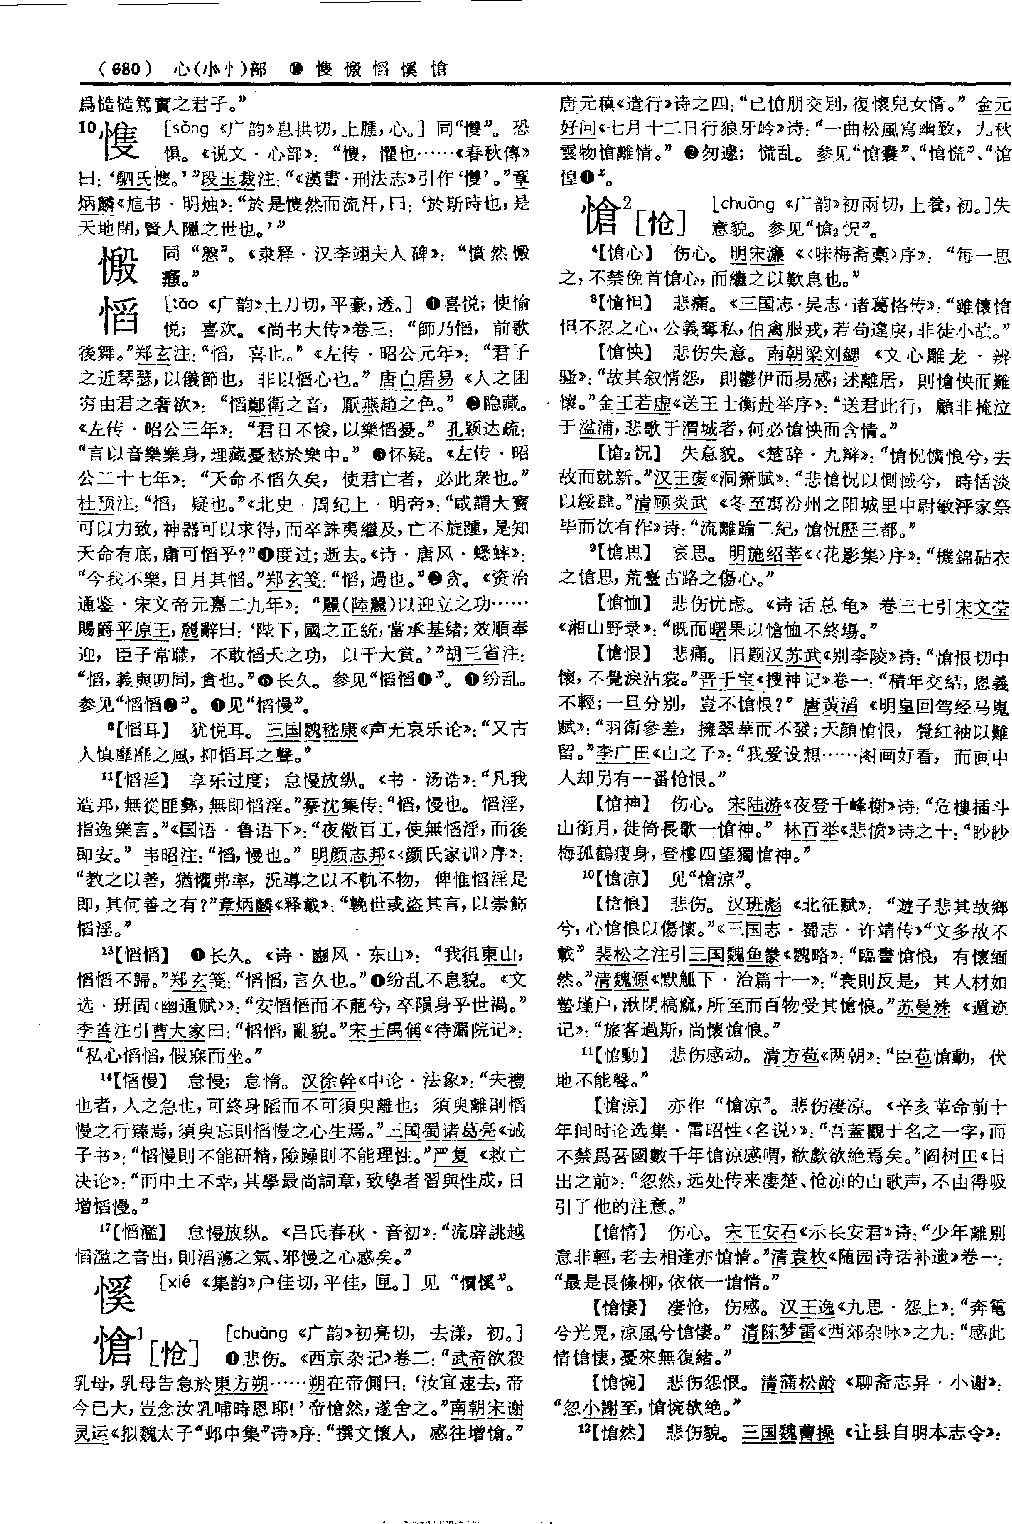 （680） 心(小忄)部 ❿ 㥽 慇 慆 慀 愴
爲慥慥篤實之君子。”
[sǒng 《广韵》息拱切，上腫，心。] 同“㥽”。恐
惧。《说文·心部》：“㥽，懼也……《春秋傳》
曰：‘駟氏㥽。’”段玉裁注：“《漢書·刑法志》引作‘㥽’。”章
炳麟《訄书·明独》：“於是㥽然而流汗，曰：‘於斯時也，是
天地閉，賢人隱之世也。’”
同“慇”。《隶释·汉李翊夫人碑》：“憤然
[tāo 《广韵》土刀切，平豪，透。] ❶喜悦；使愉
悦；喜欢。《尚书大传》卷三：“師乃慆，前歌
後舞。”郑玄注：“慆，喜也。”《左传·昭公元年》：“君子
之近琴瑟，以儀節也，非以慆心也。”唐白居易《人之困
穷由君之奢欲》：“慆鄭衛之音，厭燕趙之色。”❷隐藏。
《左传·昭公三年》：“君日不悛，以樂慆憂。”孔颖达疏：
“言以音樂樂身，埋藏憂愁於樂中。”❸怀疑。《左传·昭
公二十七年》：“天命不慆久矣，使君亡者，必此衆也。”
杜预注：“慆，疑也。”《北史·周纪上·明帝》：“咸謂大寶
可以力致，神器可以求得，而卒誅夷繼及，亡不旋踵，是知
天命有底，庸可慆乎？”❹度过；逝去。《诗·唐风·蟋蟀》：
“今我不樂，日月其慆。”郑玄箋：“慆，過也。”❺贪。《资治
通鉴·宋文帝元嘉二九年》：“麗(陸麗)以迎立之功……
賜爵平原王，麗辭曰：‘陛下，國之正統，當承基緒；效順奉
迎，臣子常職，不敢慆天之功，以干大賞。’”胡三省注：
“慆，義與叨同，貪也。”❻长久。参见“慆慆❶”。❼纷乱。
参见“慆慆❷”。❽见“慆慢”。
⁶【慆耳】 犹悦耳。三国魏嵇康《声无哀乐论》：“又古
人慎靡靡之風，抑慆耳之聲。”
¹¹【慆淫】 享乐过度；怠慢放纵。《书·汤诰》：“凡我
造邦，無從匪彝，無即慆淫。”蔡沈集传：“慆，慢也。慆淫，
指逸樂言。”《国语·鲁语下》：“夜儆百工，使無慆淫，而後
即安。”韦昭注：“慆，慢也。”明颜志邦《〈颜氏家训〉序》：
“教之以善，猶懼弗率，況導之以不軌不物，俾惟慆淫是
即，其何善之有？”章炳麟《释戴》：“輓世或盜其言，以崇飾
慆淫。”
¹³【慆慆】 ❶长久。《诗·豳风·东山》：“我徂東山，
慆慆不歸。”郑玄箋：“慆慆，言久也。”❷纷乱不息貌。《文
选·班固〈幽通赋〉》：“安慆慆而不萉兮，卒隕身乎世禍。”
李善注引曹大家曰：“慆慆，亂貌。”宋王禹偁《待漏院记》：
“私心慆慆，假寐而坐。”
¹⁴【慆慢】 怠慢；怠惰。汉徐幹《中论·法象》：“夫禮
也者，人之急也，可終身蹈而不可須臾離也；須臾離則慆
慢之行臻焉，須臾忘則慆慢之心生焉。”三国蜀诸葛亮《诫
子书》：“慆慢則不能研精，險躁則不能理性。”严复《救亡
决论》：“而中土不幸，其學最尚詞章，致學者習與性成，日
增慆慢。”
¹⁷【慆濫】 怠慢放纵。《吕氏春秋·音初》：“流辟誂越
慆濫之音出，則滔蕩之氣、邪慢之心感矣。”
[xié 《集韵》户佳切，平佳，匣。]见
愴¹[怆] [chuàng 《广韵》初亮切，去漾，初。]
❶悲伤。《西京杂记》卷二：“武帝欲殺
乳母，乳母告急於東方朔……朔在帝側曰：‘汝宜速去，帝
今已大，豈念汝乳哺時恩耶！’帝愴然，遂舍之。”南朝宋谢
灵运《拟魏太子“邺中集”诗》序：“撰文懷人，感往增愴。”
唐元稹《遣行》诗之四：“已愴朋交别，復懷兒女情。”金元
好问《七月十二日行狼牙岭》诗：“一曲松風寫幽致，九秋
雲物愴離情。”❷匆遽；慌乱。参见“愴囊”、“愴慌”、“愴
惶❶”。
愴²[怆] [chuǎng 《广韵》初兩切，上養，初。]失
意貌。参见“愴₂怳”。
⁴【愴心】 伤心。明宋濂《〈味梅斋稾〉序》：“每一思
之，不禁俛首愴心，而繼之以歎息也。”
⁸【愴怛】 悲痛。《三国志·吴志·诸葛恪传》：“雖懷愴
怛不忍之心，公義奪私，伯禽服戎，若苟違戾，非徒小故。”
【愴怏】 悲伤失意。南朝梁刘勰《文心雕龙·辨
骚》：“故其叙情怨，則鬱伊而易感；述離居，則愴怏而難
懷。”金王若虚《送王士衡赴举序》：“送君此行，顧非掩泣
于湓浦，悲歌于渭城者，何必愴怏而含情。”
【愴₂怳】 失意貌。《楚辞·九辩》：“愴怳懭悢兮，去
故而就新。”汉王褒《洞箫赋》：“悲愴怳以惻惐兮，時恬淡
以綏肆。”清顾炎武《冬至寓汾州之阳城里中尉敏泙家祭
毕而饮有作》诗：“流離踰二紀，愴怳歷三都。”
⁹【愴思】 哀思。明施绍莘《〈花影集〉序》：“機錦砧衣
之愴思，荒臺古路之傷心。”
【愴恤】 悲伤忧虑。《诗话总龟》卷三七引宋文莹
《湘山野录》：“既而曙果以愴恤不終場。”
【愴恨】 悲痛。旧题汉苏武《别李陵》诗：“愴恨切中
懷，不覺淚沾裳。”晋于宝《搜神记》卷一：“積年交結，恩義
不輕；一旦分别，豈不愴恨？”唐黄滔《明皇回驾经马嵬
赋》：“羽衛參差，擁翠華而不發；天顏愴恨，覺紅袖以難
留。”李广田《山之子》：“我爱设想……图画好看，而画中
人却另有一番怆恨。”
【愴神】 伤心。宋陆游《夜登千峰榭》诗：“危樓插斗
山銜月，徙倚長歌一愴神。”林百举《悲愤》诗之十：“眇眇
梅孤鶴瘦身，登樓四望獨愴神。”
¹⁰【愴凉】 见“愴涼”。
【愴悢】 悲伤。汉班彪《北征赋》：“遊子悲其故鄉
兮，心愴悢以傷懷。”《三国志·蜀志·许靖传》“文多故不
載”裴松之注引三国魏鱼豢《魏略》：“臨書愴悢，有懷緬
然。”清魏源《默觚下·治篇十一》：“衰則反是，其人材如
蟄墐户，湫閉槁竄，所至而百物受其愴悢。”苏曼殊《遁迹
记》：“旅客過斯，尚懷愴悢。”
¹¹【愴動】 悲伤感动。清方苞《两朝》：“臣苞愴動，伏
地不能聲。”
【愴涼】 亦作“愴凉”。悲伤凄凉。《辛亥革命前十
年间时论选集·雷昭性〈名说〉》：“吾蓋觀于名之一字，而
不禁爲吾國數千年愴涼感喟，欷歔欲絶焉矣。”阎树田《日
出之前》：“忽然，远处传来凄楚、怆凉的山歌声，不由得吸
引了他的注意。”
【愴情】 伤心。宋王安石《示长安君》诗：“少年離别
意非輕，老去相逢亦愴情。”清袁枚《随园诗话补遗》卷一：
“最是長條柳，依依一愴情。”
【愴悽】 凄怆，伤感。汉王逸《九思·怨上》：“奔電
兮光晃，涼風兮愴悽。”清陈梦雷《西郊杂咏》之九：“感此
情愴悽，憂來無復緒。”
【愴惋】 悲伤怨恨。清蒲松龄《聊斋志异·小谢》：
“忽小謝至，愴惋欲绝。”
¹²【愴然】 悲伤貌。三国魏曹操《让县自明本志令》：